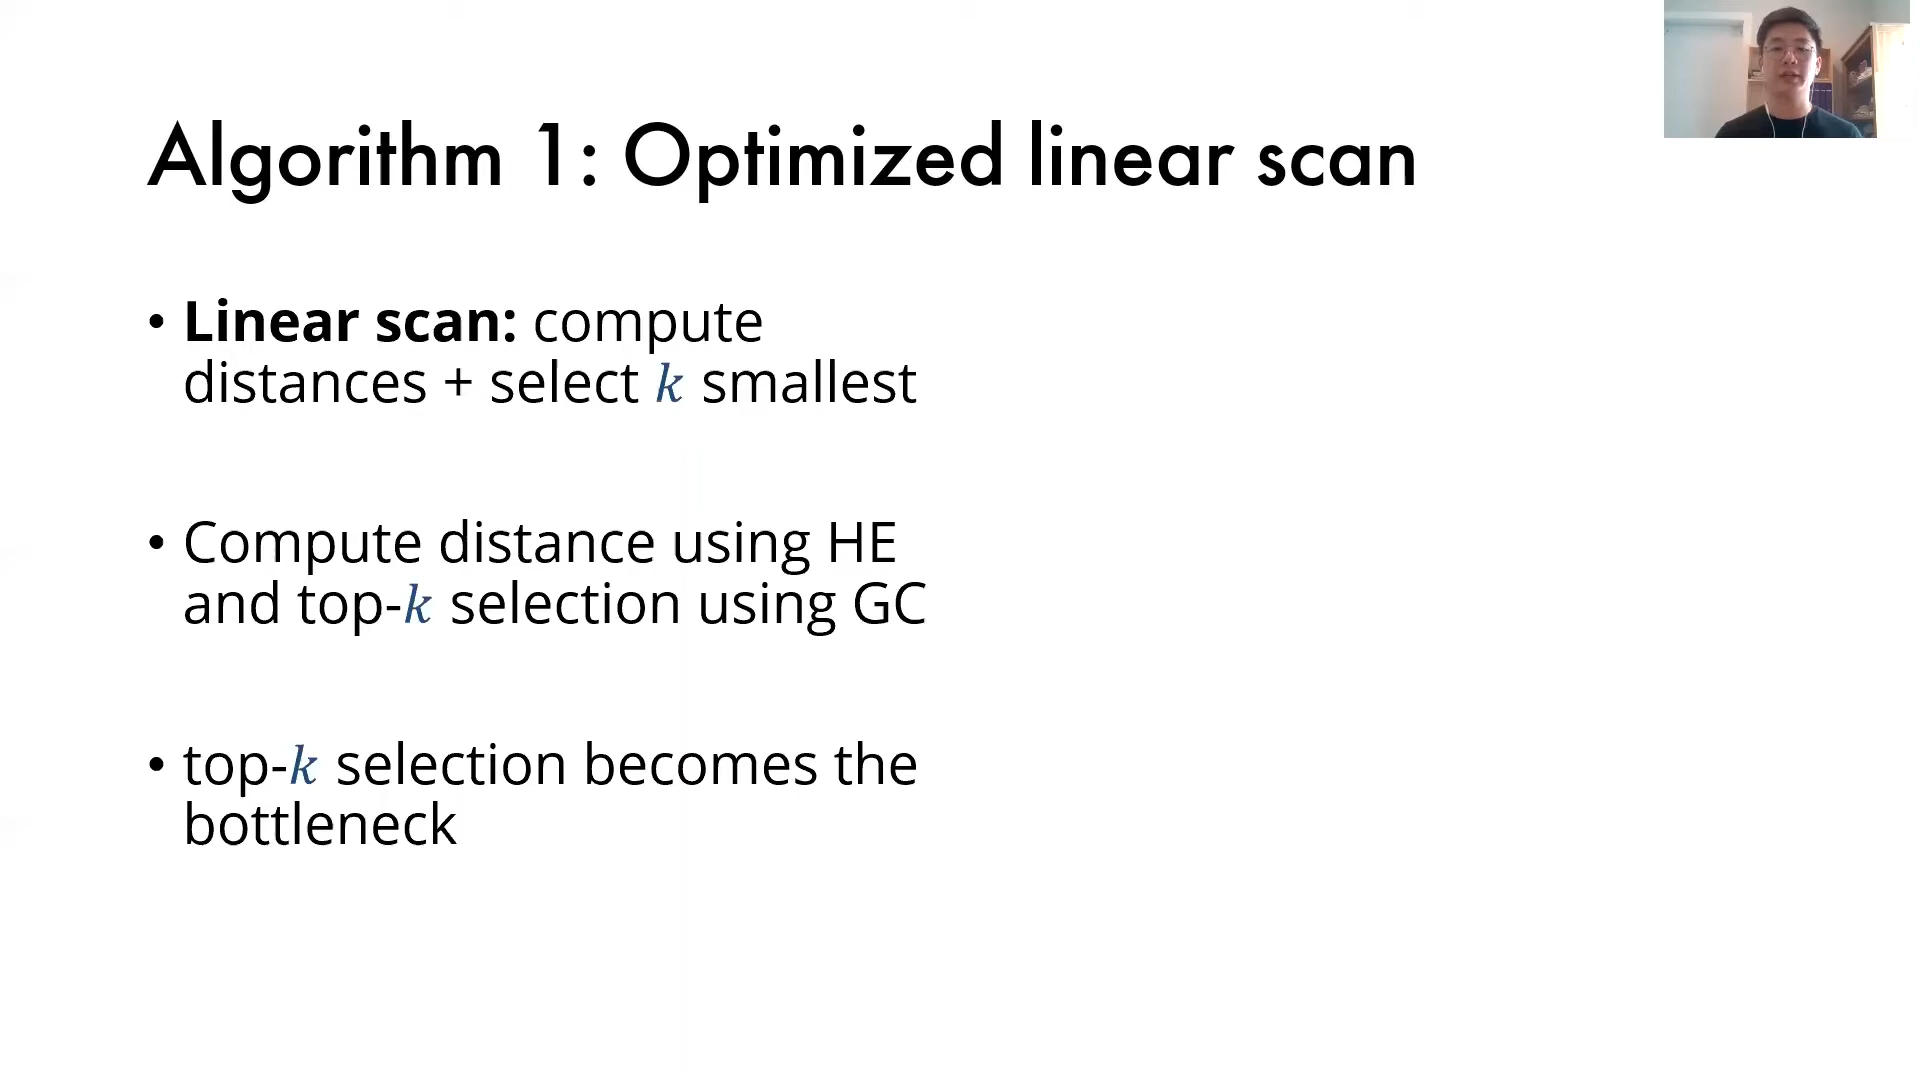 Algorithm 1: Optimized linear scan
• Linear scan: compute
distances + select k smallest
• Compute distance using HE
and top-k selection using GC
• top-k selection becomes the
bottleneck